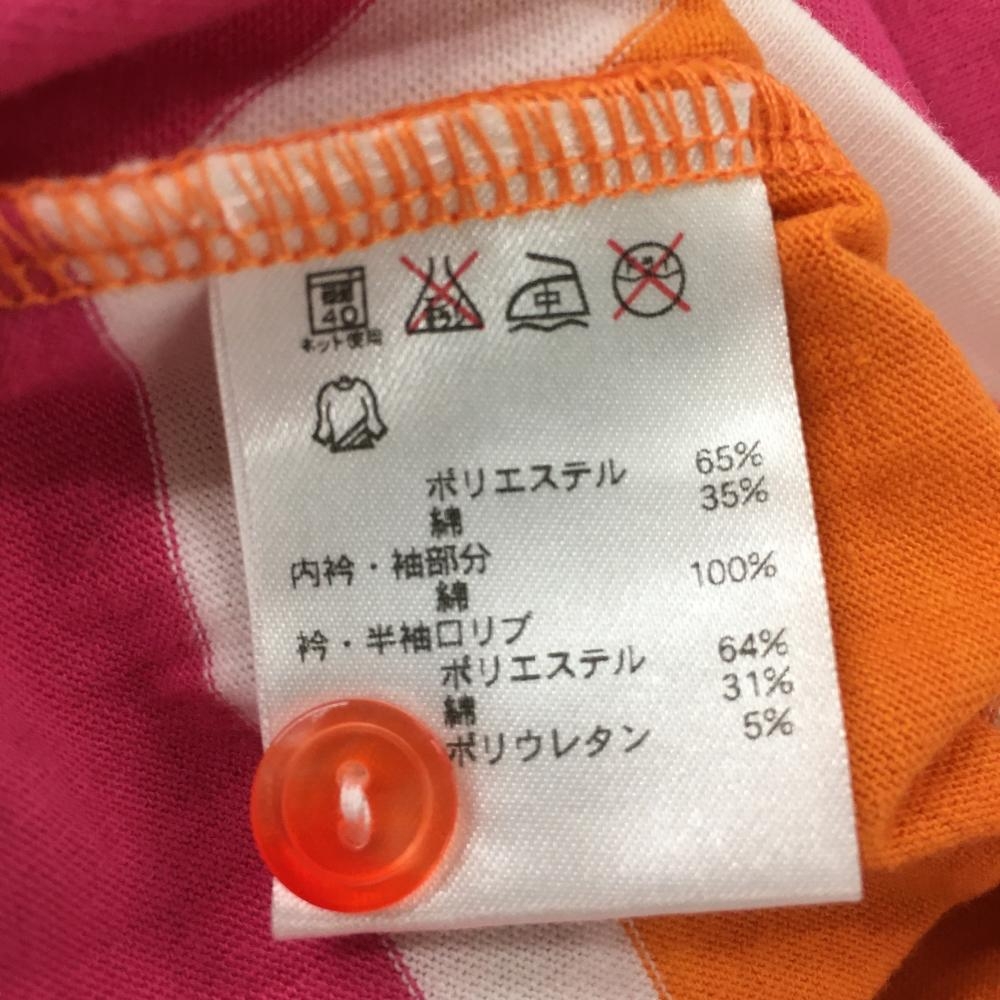 40
中
ネット使用
ポリエステル 65%
綿 35%
内衿・袖部分
綿 100%
衿・半袖口リブ
ポリエステル 64%
綿 31%
ポリウレタン 5%